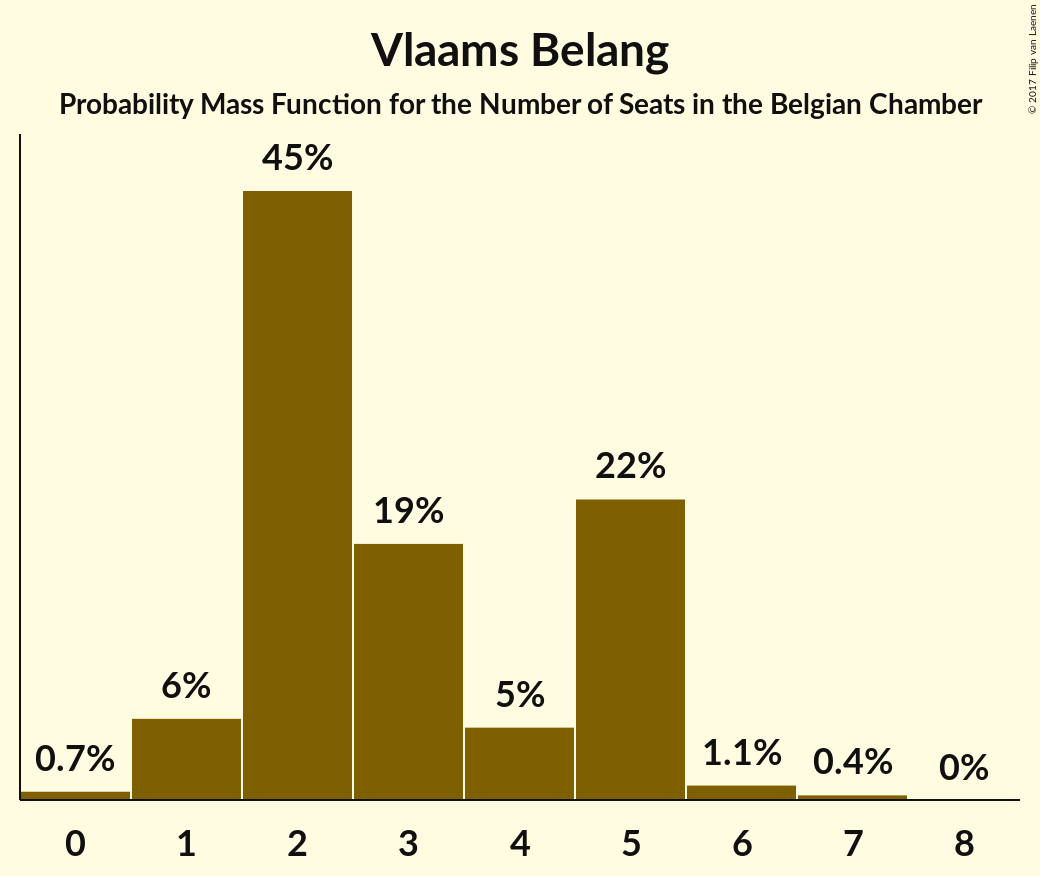 Vlaams Belang
Probability Mass Function for the Number of Seats in the Belgian Chamber
© 2017 Filip van Laenen
45%
22%
19%
6%
5%
0.7%
1.1%
0.4%
0%
0 1 2 3 4 5 6 7 8